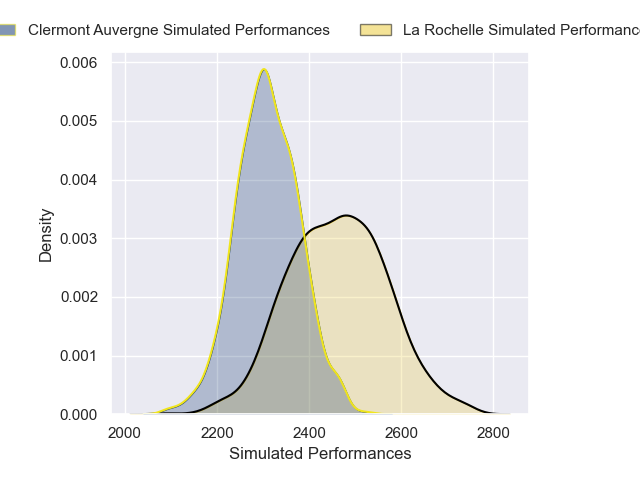 Clermont Auvergne Simulated Performances
La Rochelle Simulated Performanc
0.006
0.005
0.004
0.003
0.002
0.001
0.000
Density
2000 2200 2400 2600 2800
Simulated Performances